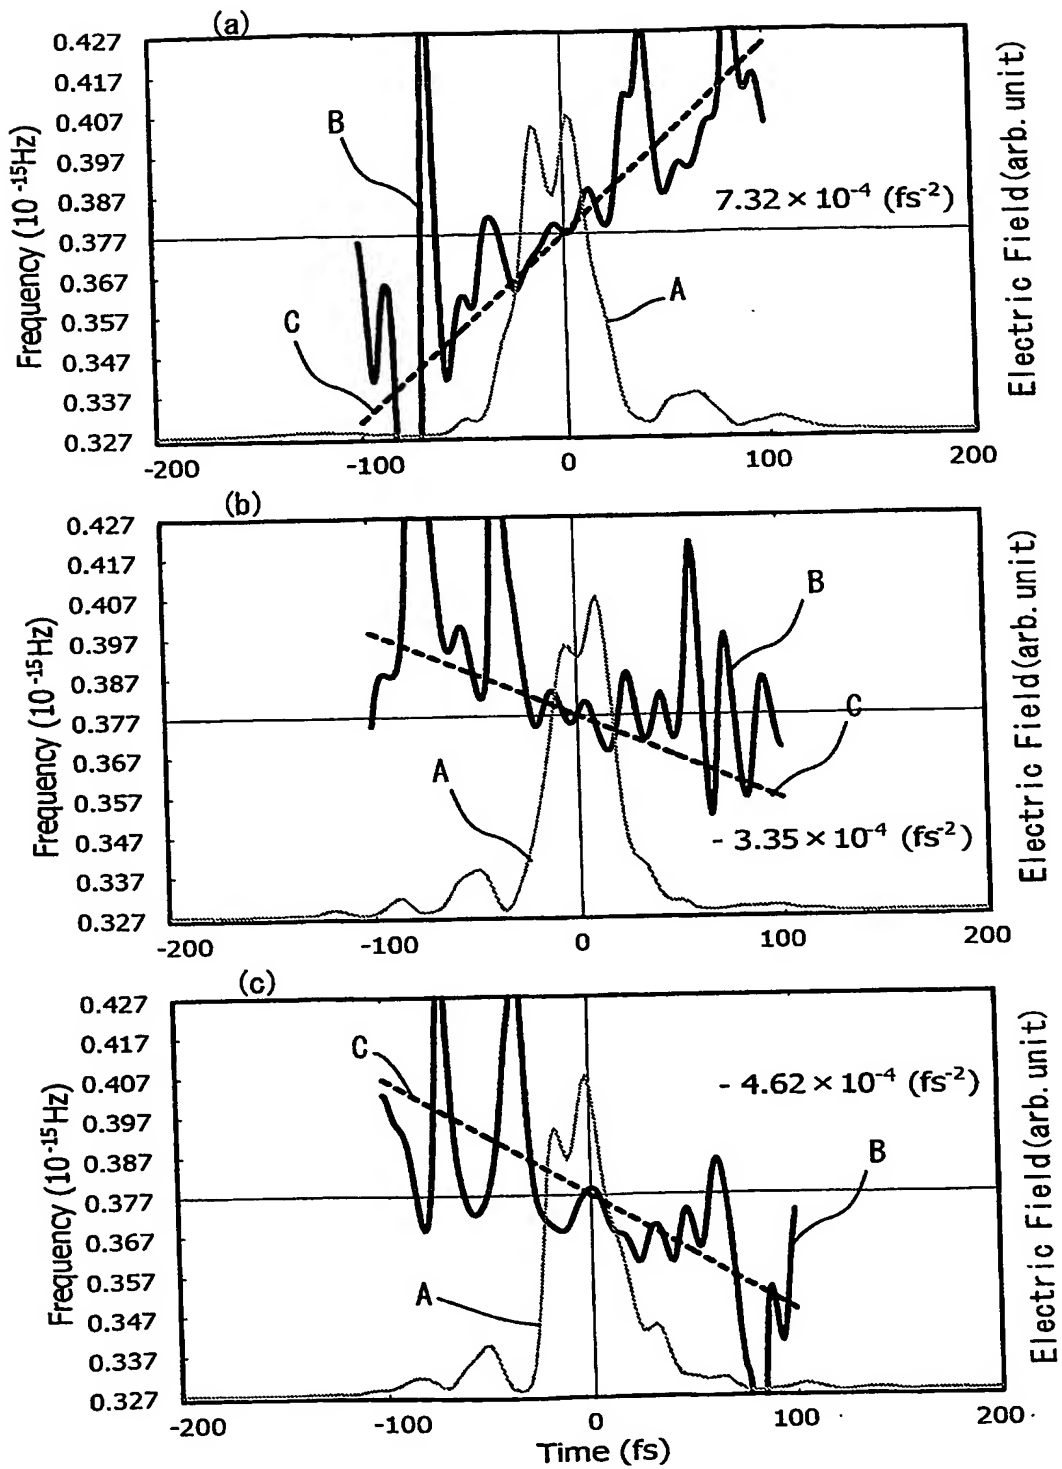 (a)
0.427
0.417
0.407
0.397
0.387
0.377
0.367
0.357
0.347
0.337
0.327
Frequency (10⁻¹⁵Hz)
B
C
A
7.32 × 10⁻⁴ (fs⁻²)
Electric Field(arb.unit)
-200
-100
0
100
200
(b)
0.427
0.417
0.407
0.397
0.387
0.377
0.367
0.357
0.347
0.337
0.327
Frequency (10⁻¹⁵Hz)
B
C
A
- 3.35 × 10⁻⁴ (fs⁻²)
Electric Field(arb.unit)
-200
-100
0
100
200
(c)
0.427
0.417
0.407
0.397
0.387
0.377
0.367
0.357
0.347
0.337
0.327
Frequency (10⁻¹⁵Hz)
C
- 4.62 × 10⁻⁴ (fs⁻²)
B
A
Electric Field(arb.unit)
-200
-100
0
100
200
Time (fs)